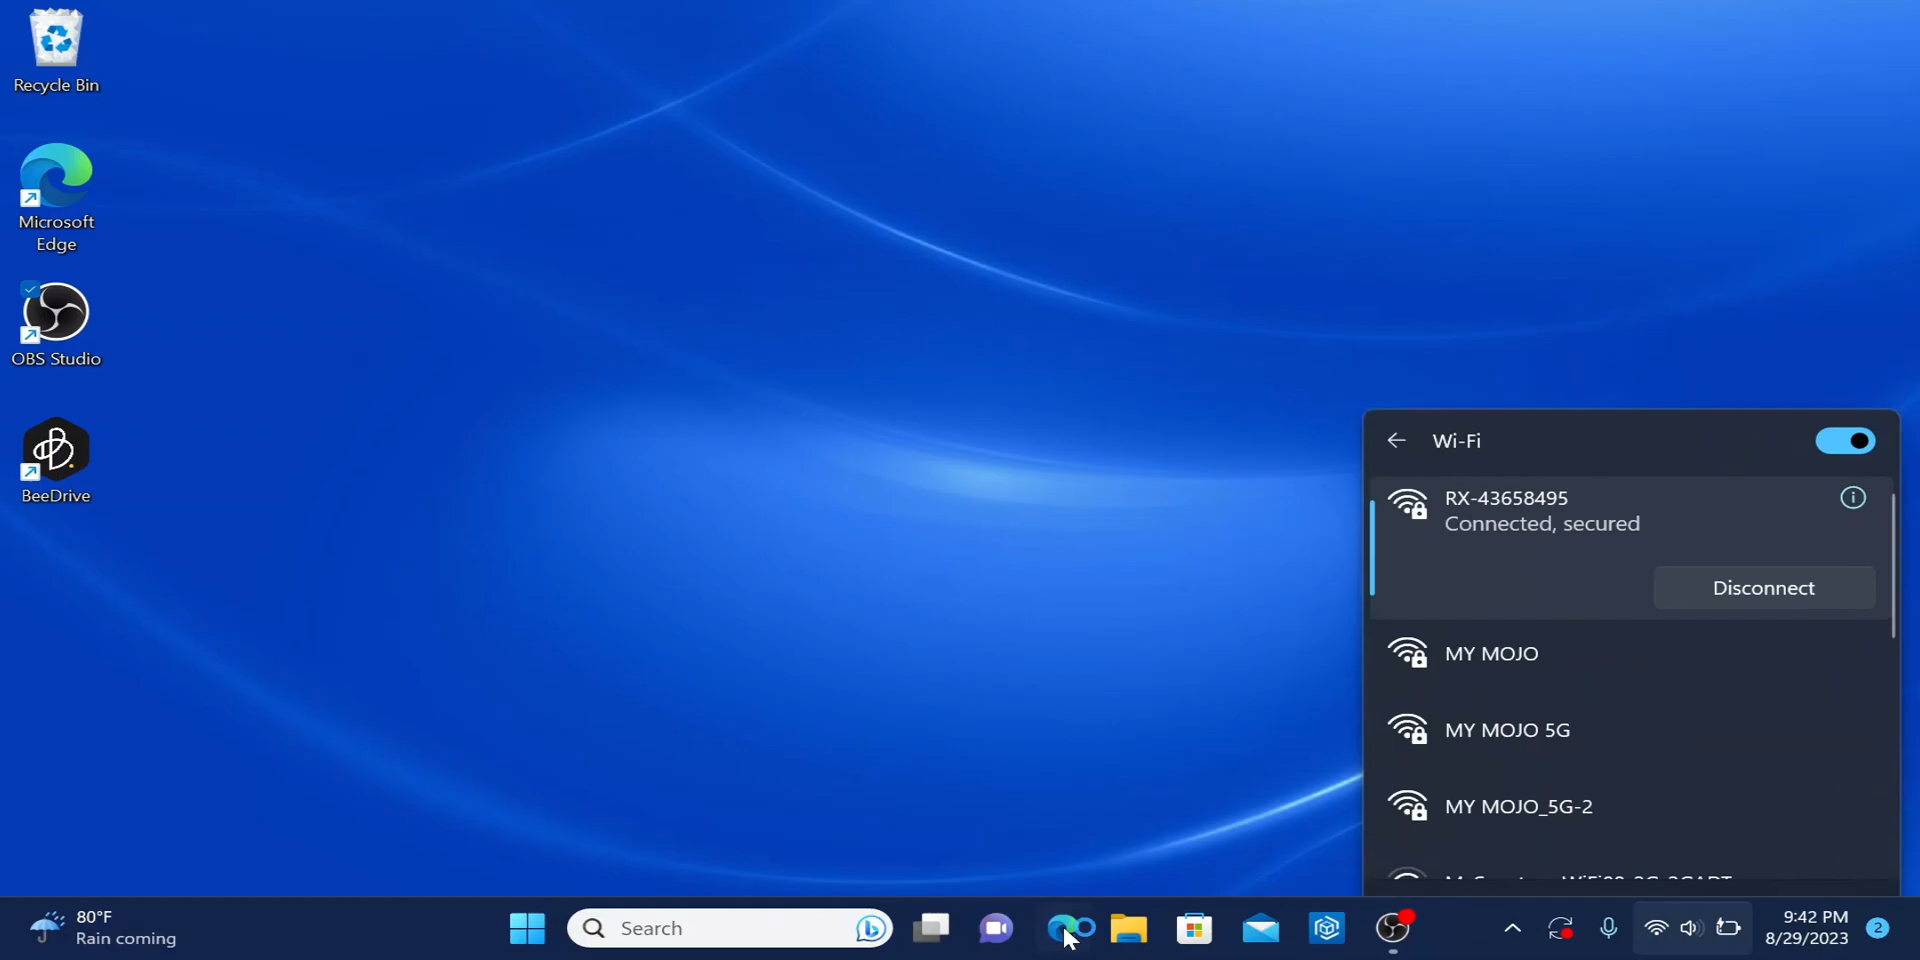 Recycle Bin
Microsoft
Edge
OBS Studio
BeeDrive
Wi-Fi
RX-43658495
Connected, secured
Disconnect
MY MOJO
MY MOJO 5G
MY MOJO_5G-2
80°F
Rain coming
Search
9:42 PM
8/29/2023
2